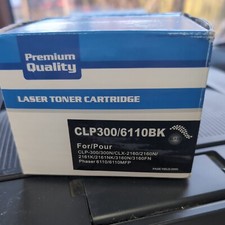 Premium
Quality
LASER TONER CARTRIDGE
CLP300/6110BK
For/Pour
CLP-300/300N/CLX-2160/2160N/
2161K/2161NK/3160N/3160FN
Phaser 6110/6110MFP